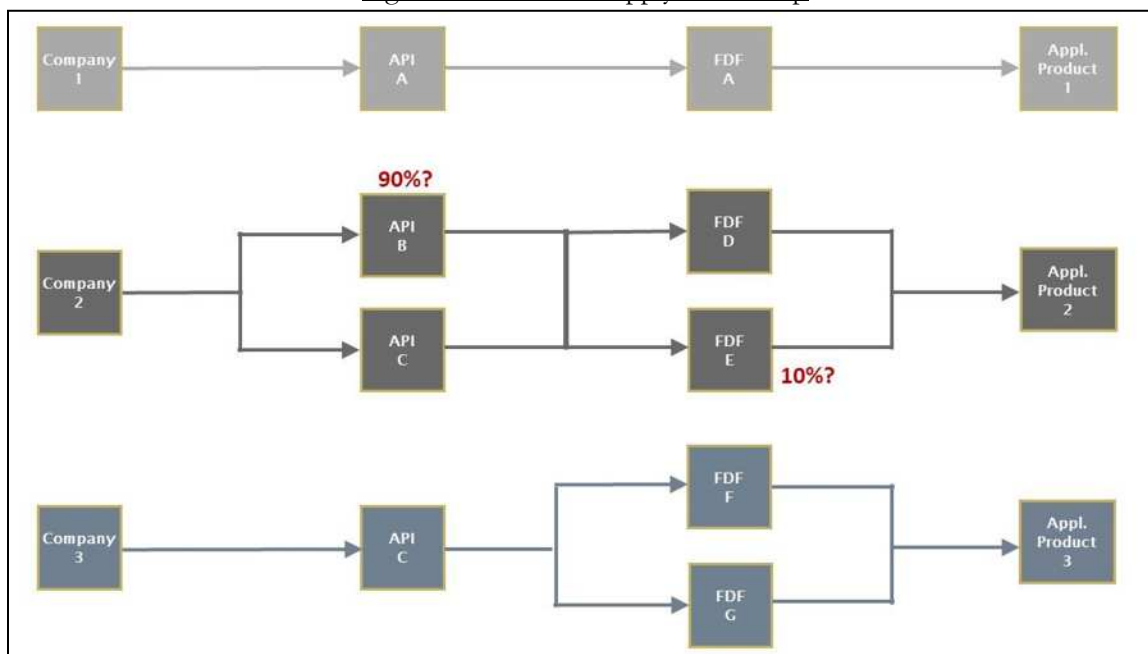 Company
1
API
A
FDF
A
Appl.
Product
1
90%?
Company
2
API
B
API
C
FDF
D
FDF
E
10%?
Appl.
Product
2
Company
3
API
C
FDF
F
FDF
G
Appl.
Product
3